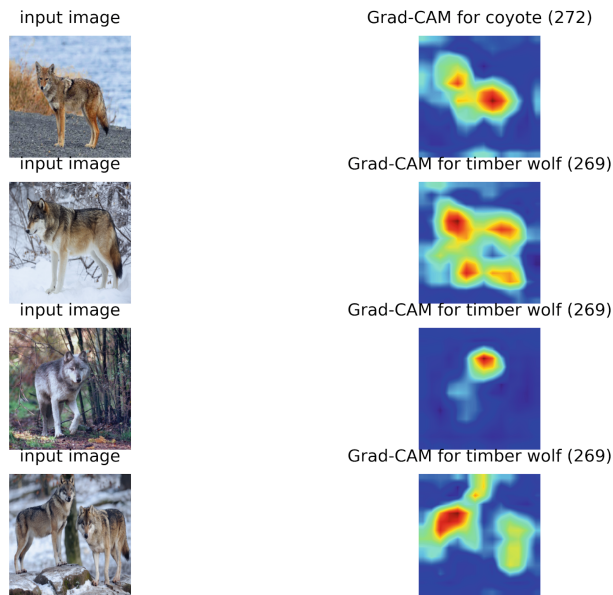 input image
Grad-CAM for coyote (272)
input image
Grad-CAM for timber wolf (269)
input image
Grad-CAM for timber wolf (269)
input image
Grad-CAM for timber wolf (269)